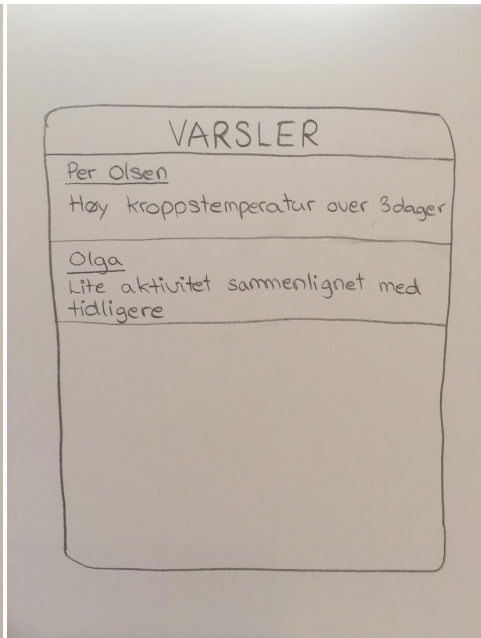 VARSLER
Per Olsen
Høy kroppstemperatur over 3dager
Olga
Lite aktivitet sammenlignet med
tidligere